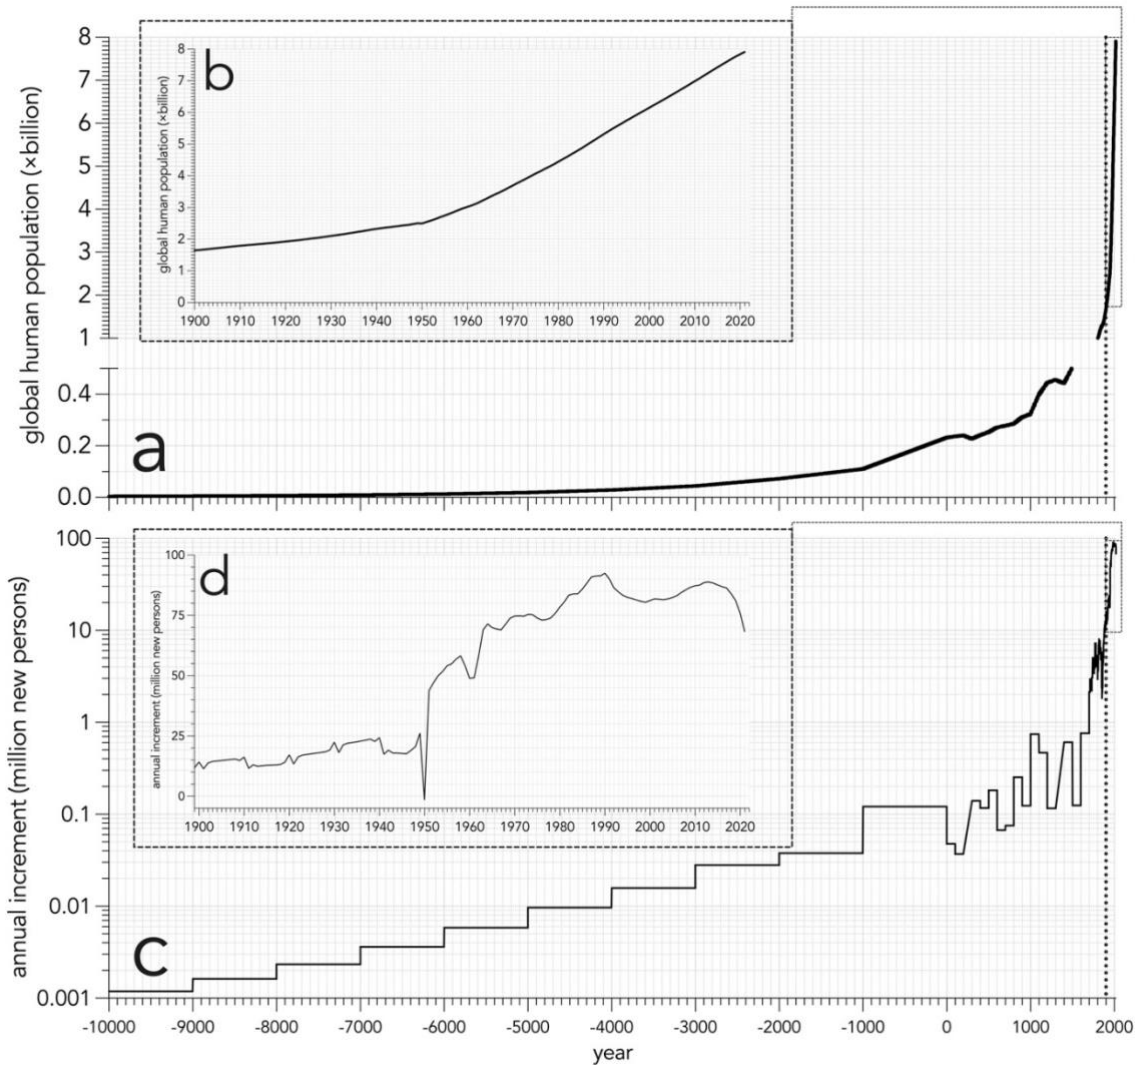 global human population (×billion)
8
7
6
5
4
3
2
1
0.4
0.2
0.0
a
b
global human population (×billion)
8
7
6
5
4
3
2
1
0
1900 1910 1920 1930 1940 1950 1960 1970 1980 1990 2000 2010 2020
annual increment (million new persons)
100
10
1
0.1
0.01
0.001
c
d
annual increment (million new persons)
100
75
50
25
0
1900 1910 1920 1930 1940 1950 1960 1970 1980 1990 2000 2010 2020
-10000 -9000 -8000 -7000 -6000 -5000 -4000 -3000 -2000 -1000 0 1000 2000
year